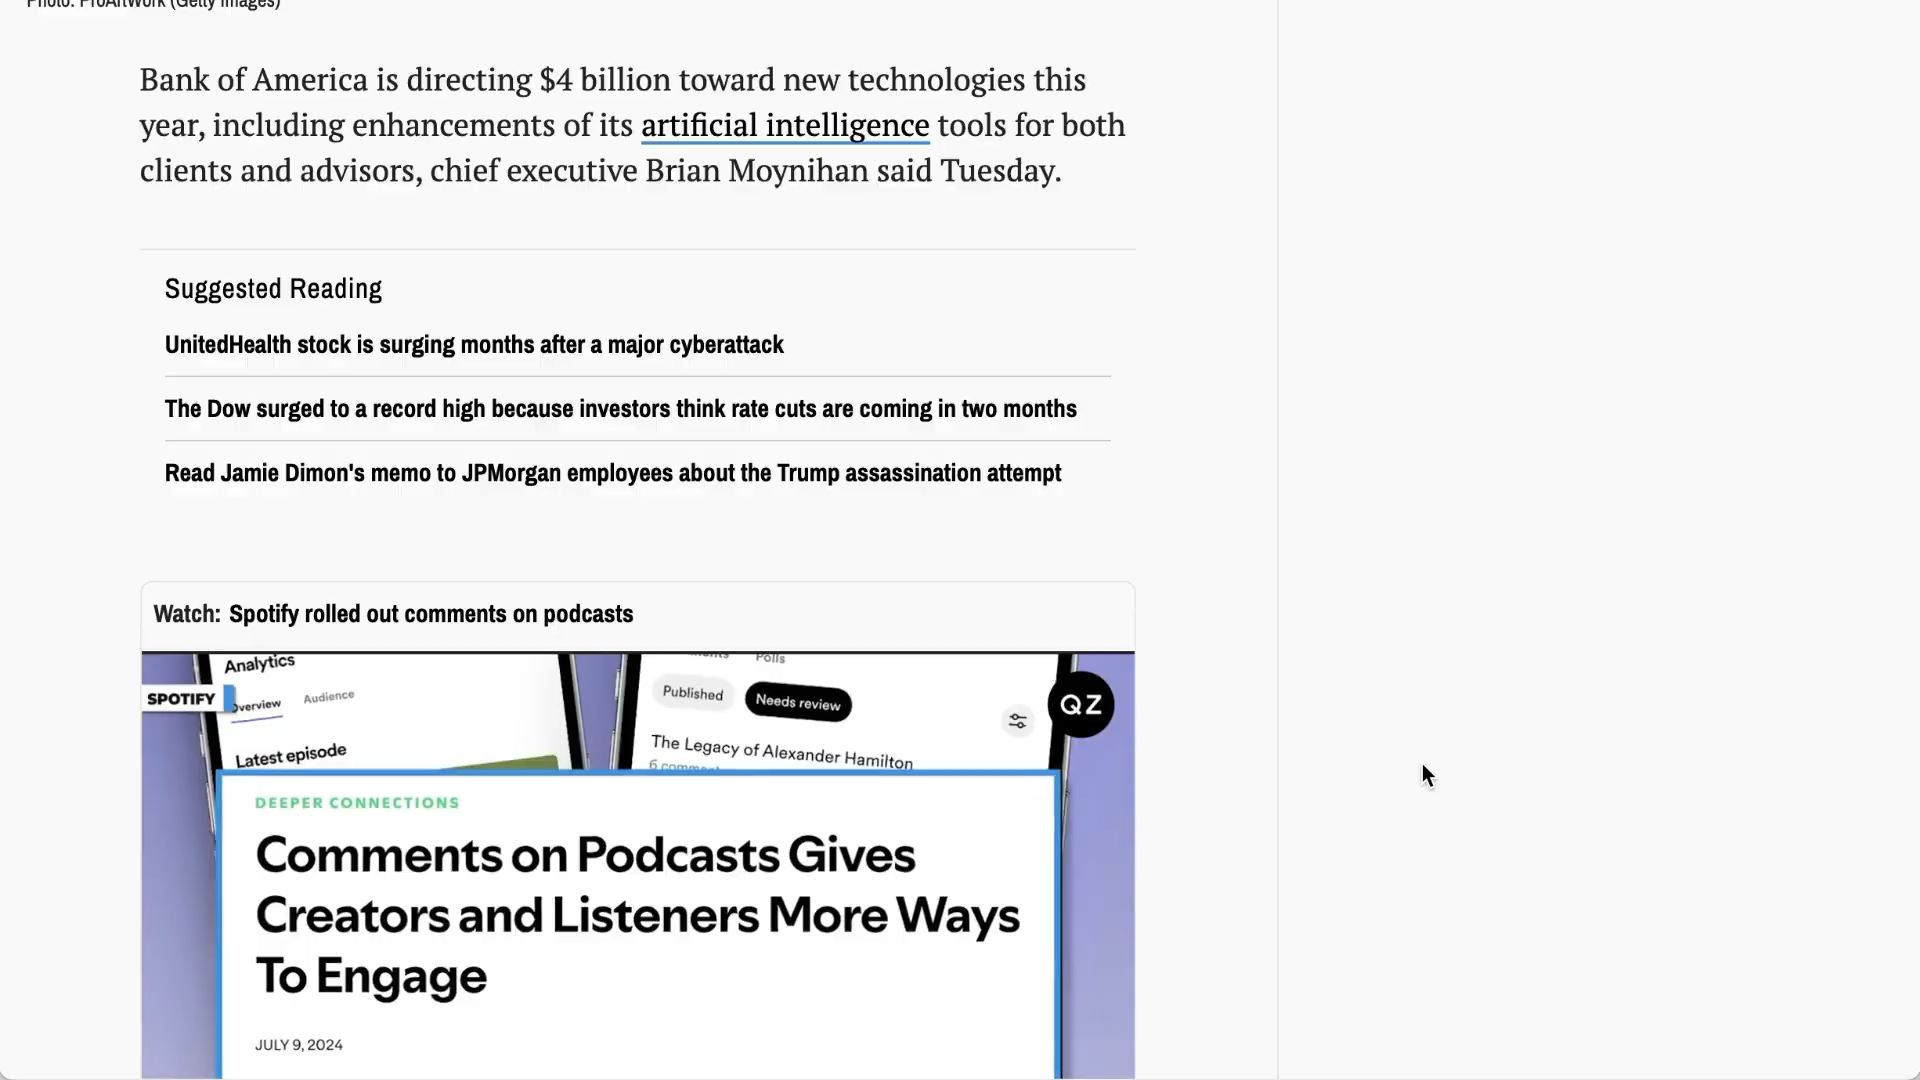 Photo: ProArtWork (Getty Images)
Bank of America is directing $4 billion toward new technologies this
year, including enhancements of its artificial intelligence tools for both
clients and advisors, chief executive Brian Moynihan said Tuesday.
Suggested Reading
UnitedHealth stock is surging months after a major cyberattack
The Dow surged to a record high because investors think rate cuts are coming in two months
Read Jamie Dimon's memo to JPMorgan employees about the Trump assassination attempt
Watch: Spotify rolled out comments on podcasts
Analytics
Polls
SPOTIFY
Overview Audience
Published Needs review
QZ
Latest episode
The Legacy of Alexander Hamilton
DEEPER CONNECTIONS
Comments on Podcasts Gives
Creators and Listeners More Ways
To Engage
JULY 9, 2024